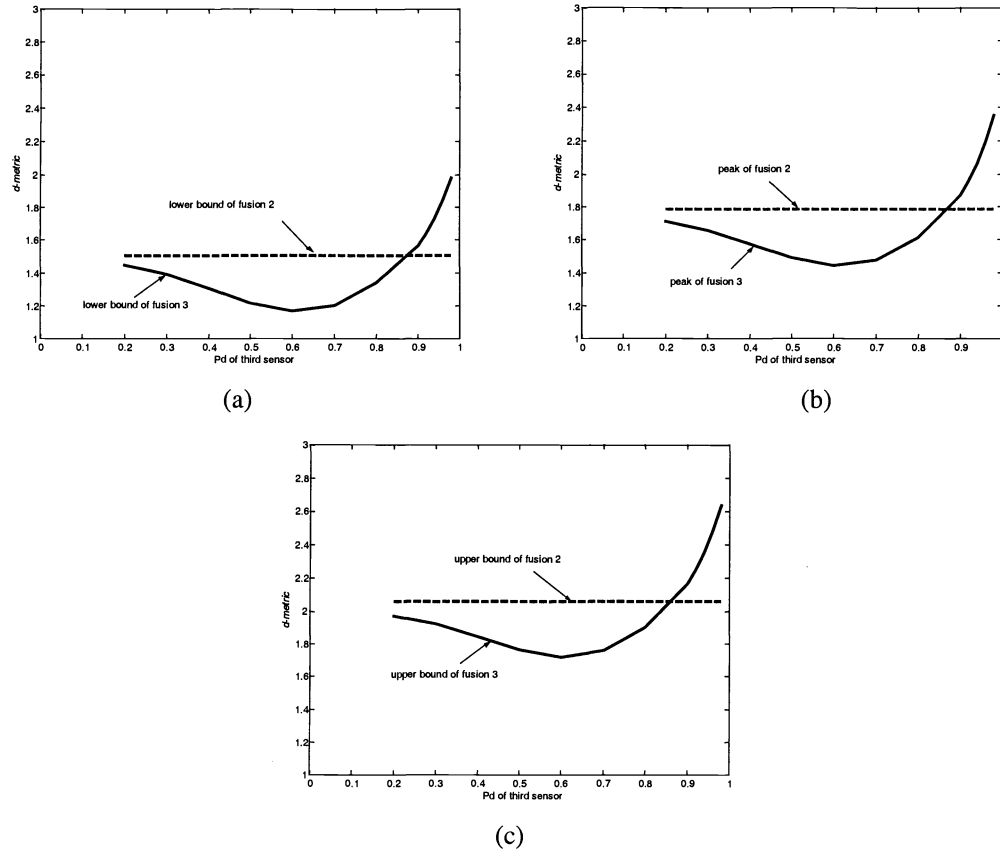 3
2.8
2.6
2.4
2.2
2
1.8
1.6
1.4
1.2
1
d-metric
lower bound of fusion 2
lower bound of fusion 3
0 0.1 0.2 0.3 0.4 0.5 0.6 0.7 0.8 0.9 1
Pd of third sensor
(a)
3
2.8
2.6
2.4
2.2
2
1.8
1.6
1.4
1.2
1
d-metric
peak of fusion 2
peak of fusion 3
0 0.1 0.2 0.3 0.4 0.5 0.6 0.7 0.8 0.9
Pd of third sensor
(b)
3
2.8
2.6
2.4
2.2
2
1.8
1.6
1.4
1.2
1
d-metric
upper bound of fusion 2
upper bound of fusion 3
0 0.1 0.2 0.3 0.4 0.5 0.6 0.7 0.8 0.9 1
Pd of third sensor
(c)